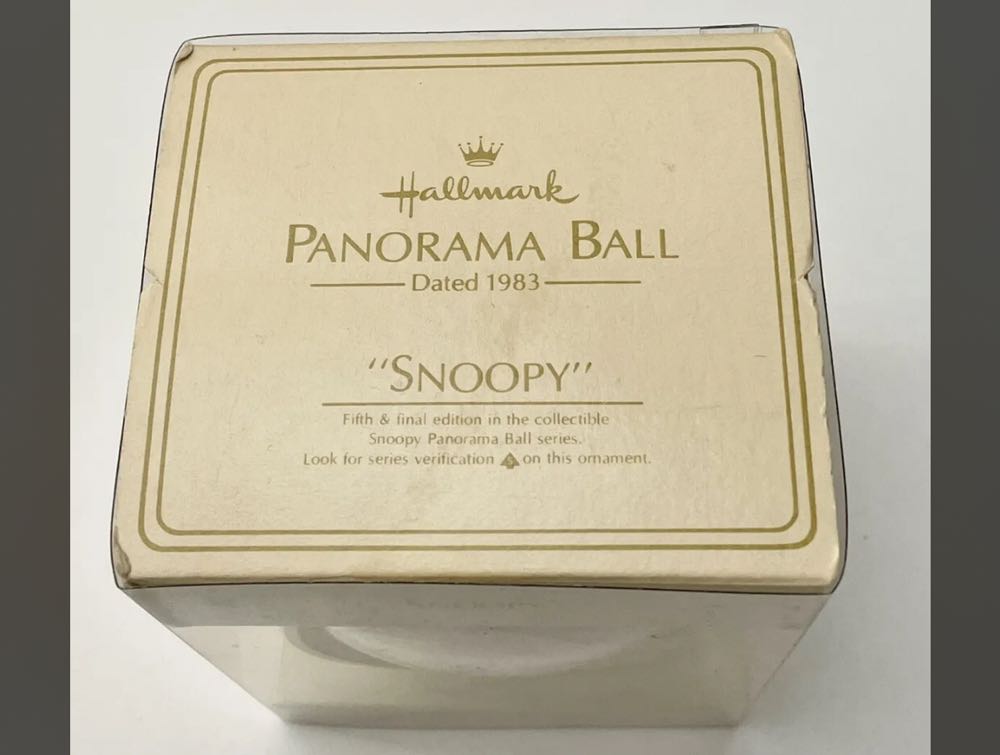 Hallmark
PANORAMA BALL
Dated 1983
"SNOOPY"
Fifth & final edition in the collectible
Snoopy Panorama Ball series.
Look for series verification 5 on this ornament.